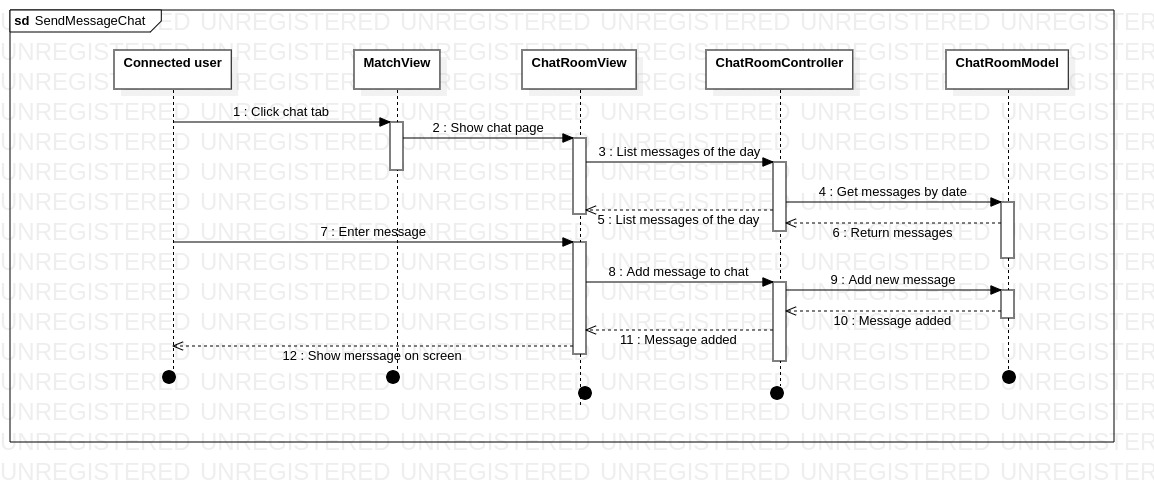 sd SendMessageChat
Connected user
MatchView
ChatRoomView
ChatRoomController
ChatRoomModel
1 : Click chat tab
2 : Show chat page
3 : List messages of the day
4 : Get messages by date
5 : List messages of the day
6 : Return messages
7 : Enter message
8 : Add message to chat
9 : Add new message
10 : Message added
11 : Message added
12 : Show merssage on screen
UNREGISTERED UNREGISTERED UNREGISTERED UNREGISTERED UNREGISTERED UNREGISTERED